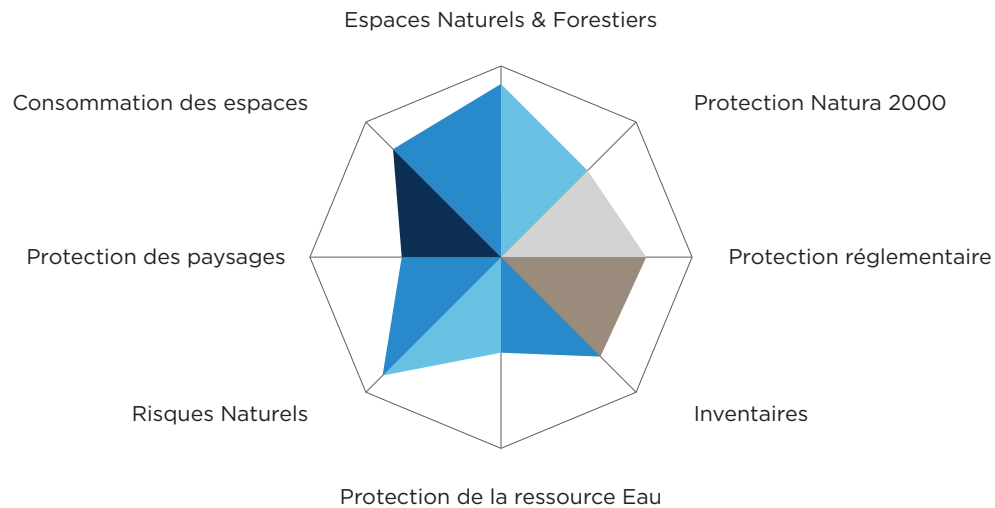 Espaces Naturels & Forestiers
Consommation des espaces
Protection Natura 2000
Protection des paysages
Protection réglementaire
Risques Naturels
Inventaires
Protection de la ressource Eau